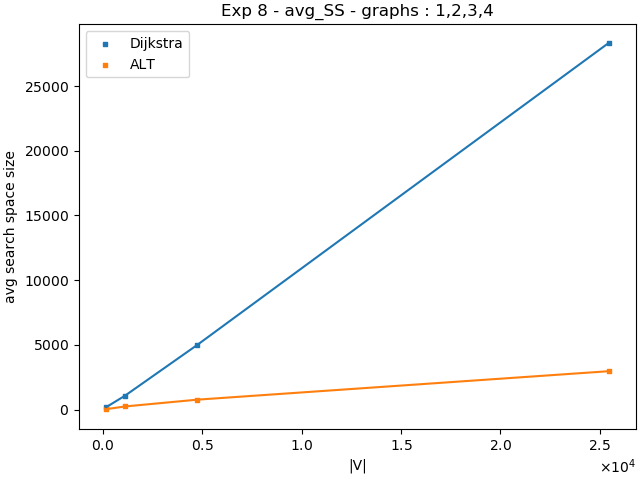 Exp 8 - avg_SS - graphs : 1,2,3,4
Dijkstra
ALT
avg search space size
25000
20000
15000
10000
5000
0
0.0 0.5 1.0 1.5 2.0 2.5
×10⁴
|V|